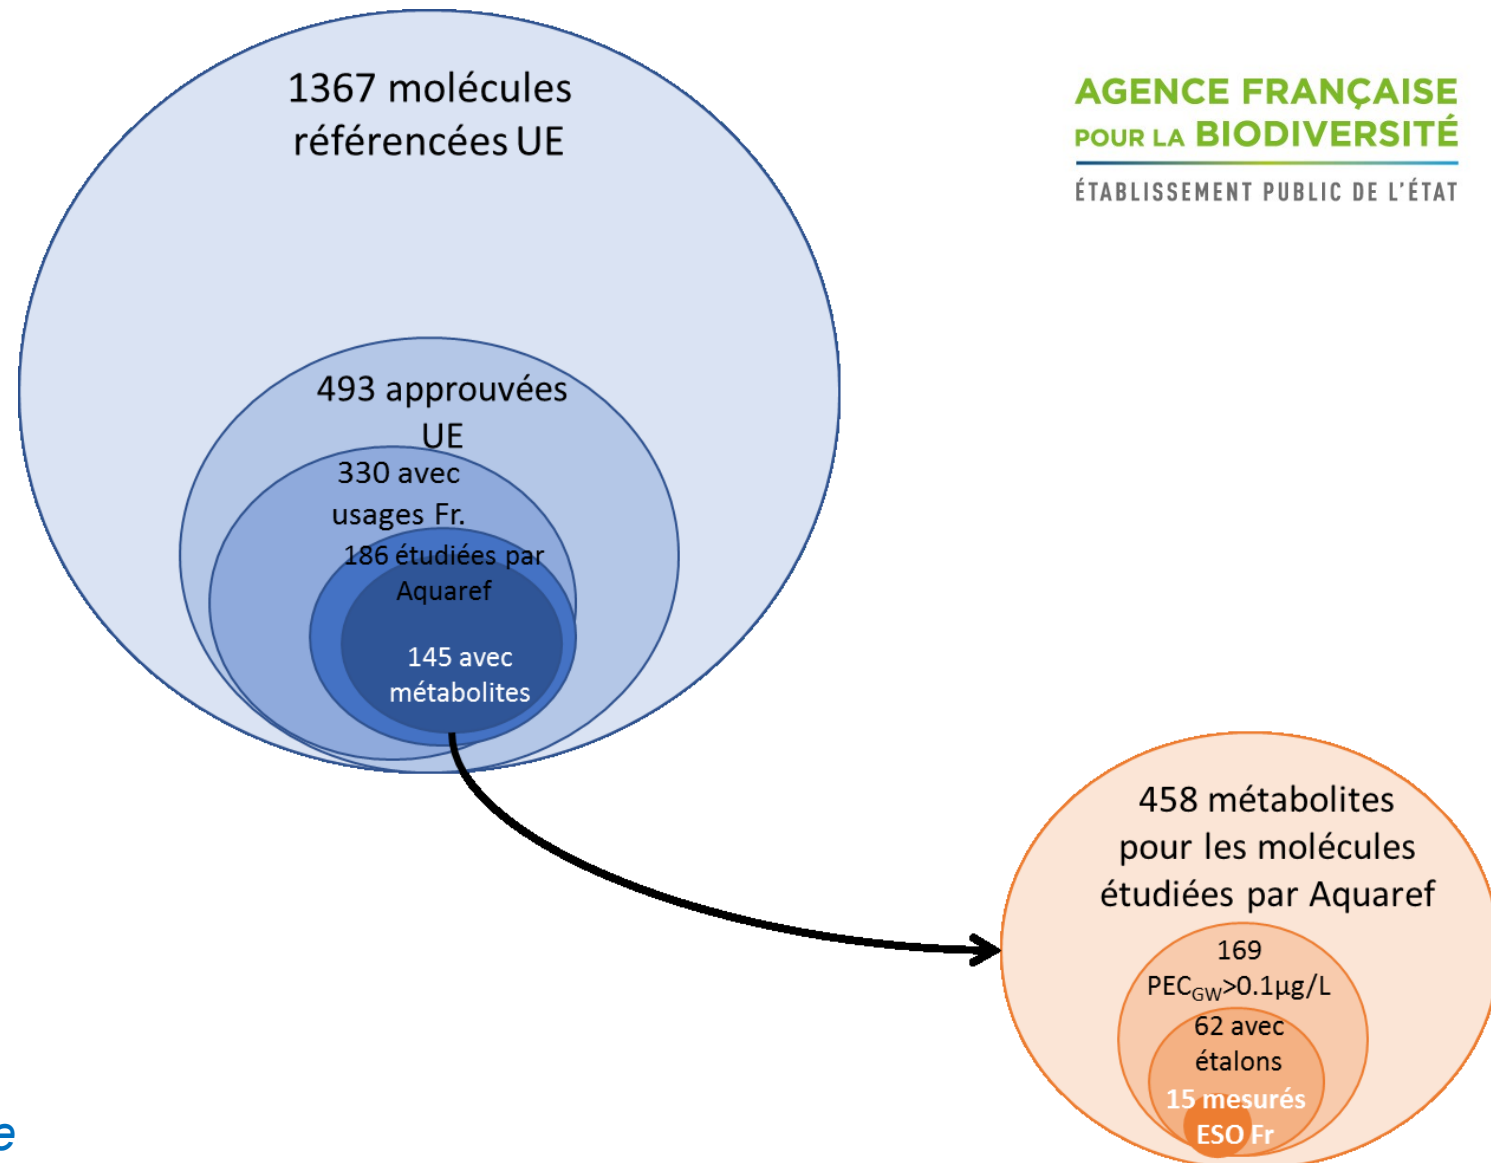 1367 molécules
référencées UE
AGENCE FRANÇAISE
POUR LA BIODIVERSITÉ
ÉTABLISSEMENT PUBLIC DE L'ÉTAT
493 approuvées
UE
330 avec
usages Fr.
186 étudiées par
Aquaref
145 avec
métabolites
458 métabolites
pour les molécules
étudiées par Aquaref
169
PEC_GW>0.1µg/L
62 avec
étalons
15 mesurés
ESO Fr
e